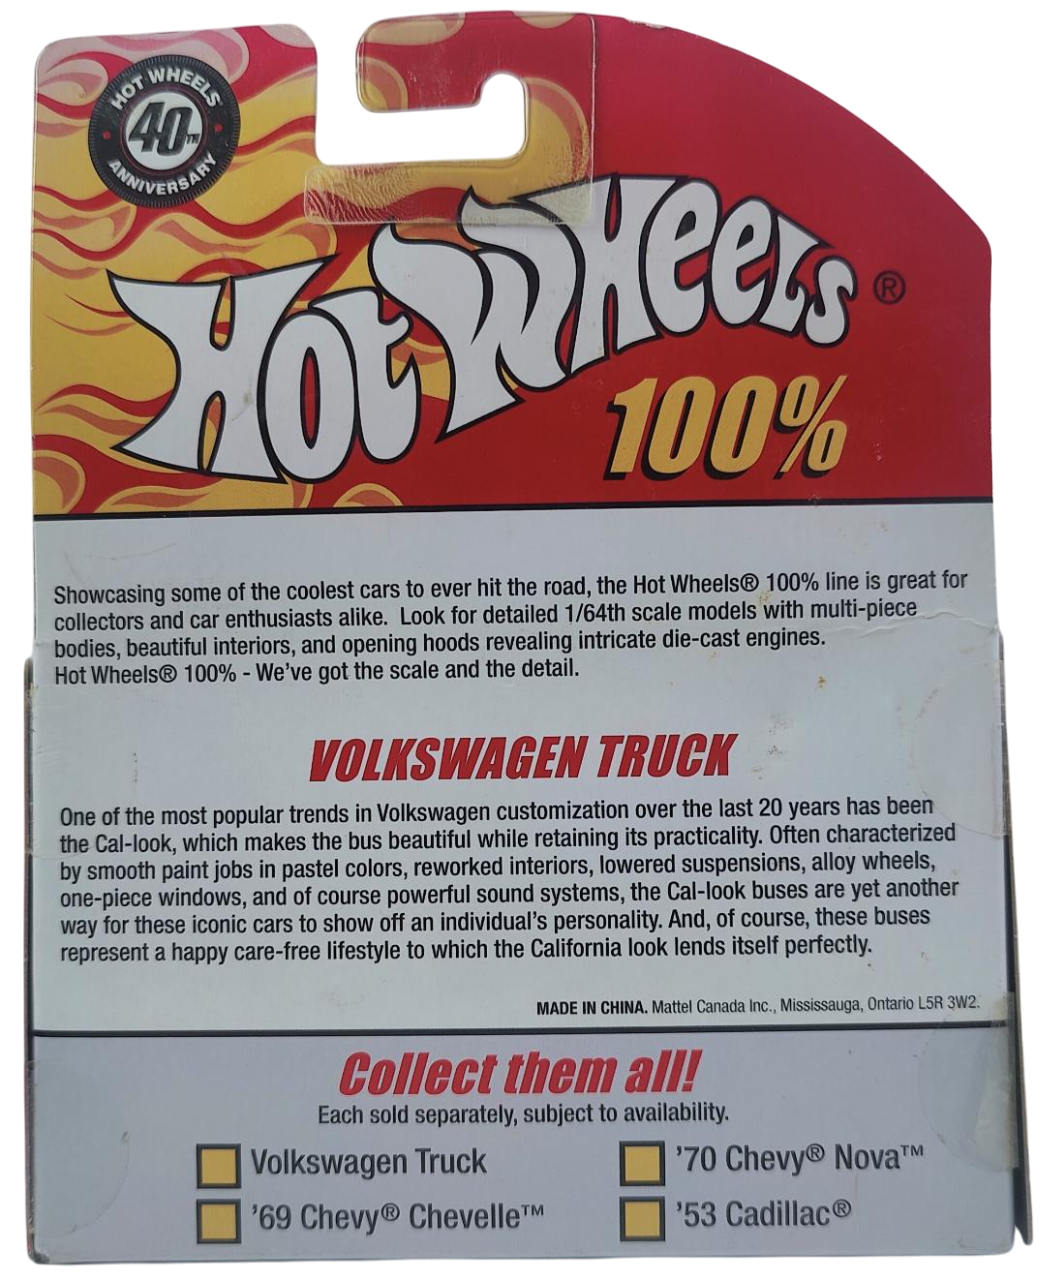 HOT WHEELS
40TH
ANNIVERSARY
Hot Wheels®
100%
Showcasing some of the coolest cars to ever hit the road, the Hot Wheels® 100% line is great for
collectors and car enthusiasts alike.  Look for detailed 1/64th scale models with multi-piece
bodies, beautiful interiors, and opening hoods revealing intricate die-cast engines.
Hot Wheels® 100% - We've got the scale and the detail.
VOLKSWAGEN TRUCK
One of the most popular trends in Volkswagen customization over the last 20 years has been
the Cal-look, which makes the bus beautiful while retaining its practicality. Often characterized
by smooth paint jobs in pastel colors, reworked interiors, lowered suspensions, alloy wheels,
one-piece windows, and of course powerful sound systems, the Cal-look buses are yet another
way for these iconic cars to show off an individual's personality. And, of course, these buses
represent a happy care-free lifestyle to which the California look lends itself perfectly.
MADE IN CHINA. Mattel Canada Inc., Mississauga, Ontario L5R 3W2.
Collect them all!
Each sold separately, subject to availability.
Volkswagen Truck
'70 Chevy® Nova™
'69 Chevy® Chevelle™
'53 Cadillac®